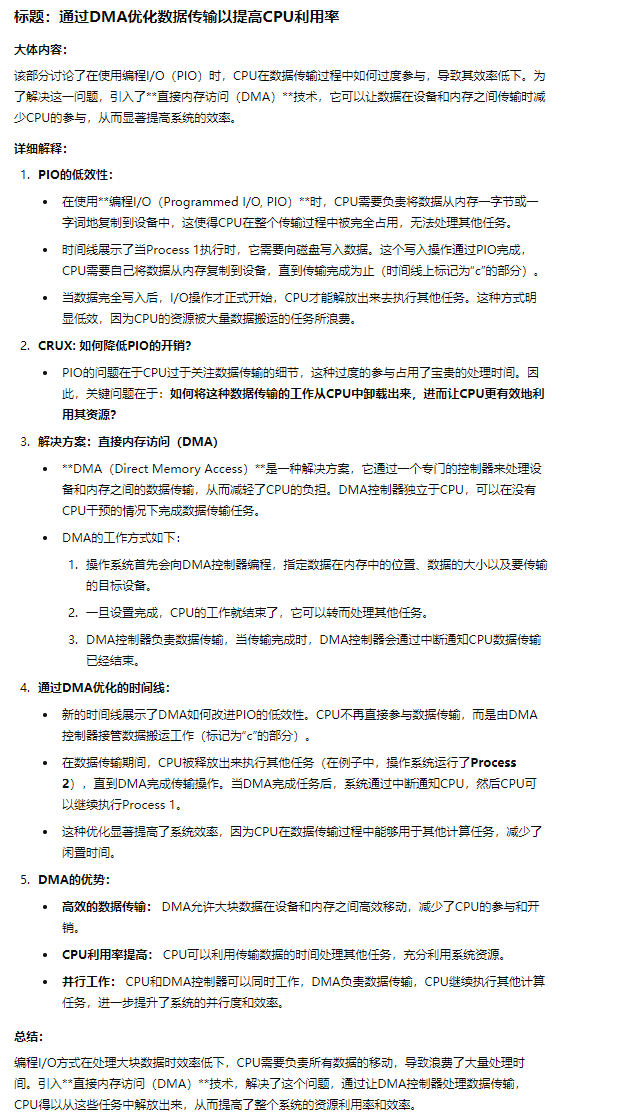 标题：通过DMA优化数据传输以提高CPU利用率
大体内容：
该部分讨论了在使用编程I/O（PIO）时，CPU在数据传输过程中如何过度参与，导致其效率低下。为
了解决这一问题，引入了**直接内存访问（DMA）**技术，它可以让数据在设备和内存之间传输时减
少CPU的参与，从而显著提高系统的效率。
详细解释：
1. PIO的低效性：
• 在使用**编程I/O（Programmed I/O, PIO）**时，CPU需要负责将数据从内存一字节或一
字词地复制到设备中，这使得CPU在整个传输过程中被完全占用，无法处理其他任务。
• 时间线展示了当Process 1执行时，它需要向磁盘写入数据。这个写入操作通过PIO完成，
CPU需要自己将数据从内存复制到设备，直到传输完成为止（时间线上标记为“c”的部分）。
• 当数据完全写入后，I/O操作才正式开始，CPU才能解放出来去执行其他任务。这种方式明
显低效，因为CPU的资源被大量数据搬运的任务所浪费。
2. CRUX: 如何降低PIO的开销？
• PIO的问题在于CPU过于关注数据传输的细节，这种过度的参与占用了宝贵的处理时间。因
此，关键问题在于：如何将这种数据传输的工作从CPU中卸载出来，进而让CPU更有效地利
用其资源？
3. 解决方案：直接内存访问（DMA）
• **DMA（Direct Memory Access）**是一种解决方案，它通过一个专门的控制器来处理设
备和内存之间的数据传输，从而减轻了CPU的负担。DMA控制器独立于CPU，可以在没有
CPU干预的情况下完成数据传输任务。
• DMA的工作方式如下：
1. 操作系统首先会向DMA控制器编程，指定数据在内存中的位置、数据的大小以及要传输
的目标设备。
2. 一旦设置完成，CPU的工作就结束了，它可以转而处理其他任务。
3. DMA控制器负责数据传输，当传输完成时，DMA控制器会通过中断通知CPU数据传输
已经结束。
4. 通过DMA优化的时间线：
• 新的时间线展示了DMA如何改进PIO的低效性。CPU不再直接参与数据传输，而是由DMA
控制器接管数据搬运工作（标记为“c”的部分）。
• 在数据传输期间，CPU被释放出来执行其他任务（在例子中，操作系统运行了Process
2），直到DMA完成传输操作。当DMA完成任务后，系统通过中断通知CPU，然后CPU可
以继续执行Process 1。
• 这种优化显著提高了系统效率，因为CPU在数据传输过程中能够用于其他计算任务，减少了
闲置时间。
5. DMA的优势：
• 高效的数据传输： DMA允许大块数据在设备和内存之间高效移动，减少了CPU的参与和开
销。
• CPU利用率提高： CPU可以利用传输数据的时间处理其他任务，充分利用系统资源。
• 并行工作： CPU和DMA控制器可以同时工作，DMA负责数据传输，CPU继续执行其他计算
任务，进一步提升了系统的并行度和效率。
总结：
编程I/O方式在处理大块数据时效率低下，CPU需要负责所有数据的移动，导致浪费了大量处理时
间。引入**直接内存访问（DMA）**技术，解决了这个问题，通过让DMA控制器处理数据传输，
CPU得以从这些任务中解放出来，从而提高了整个系统的资源利用率和效率。